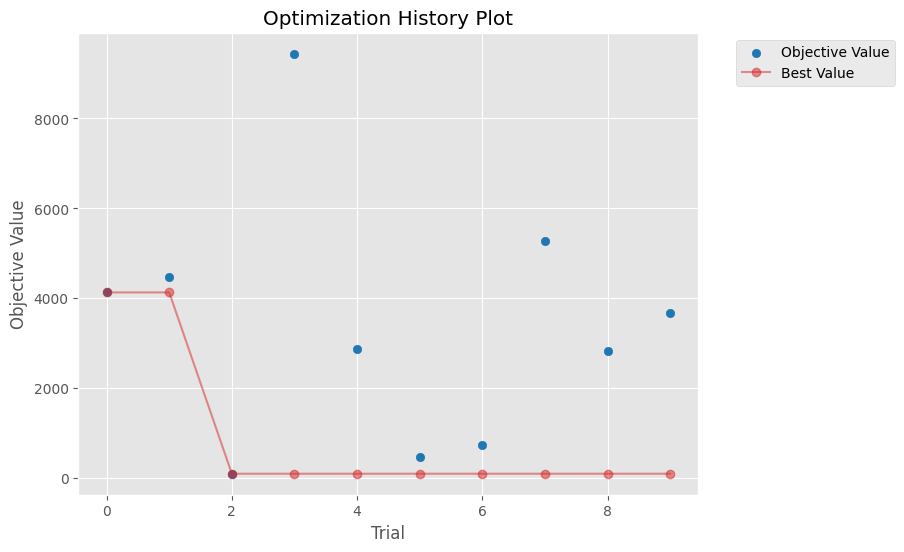 Optimization History Plot
Objective Value
Best Value
Objective Value
8000
6000
4000
2000
0
0
2
4
6
8
Trial